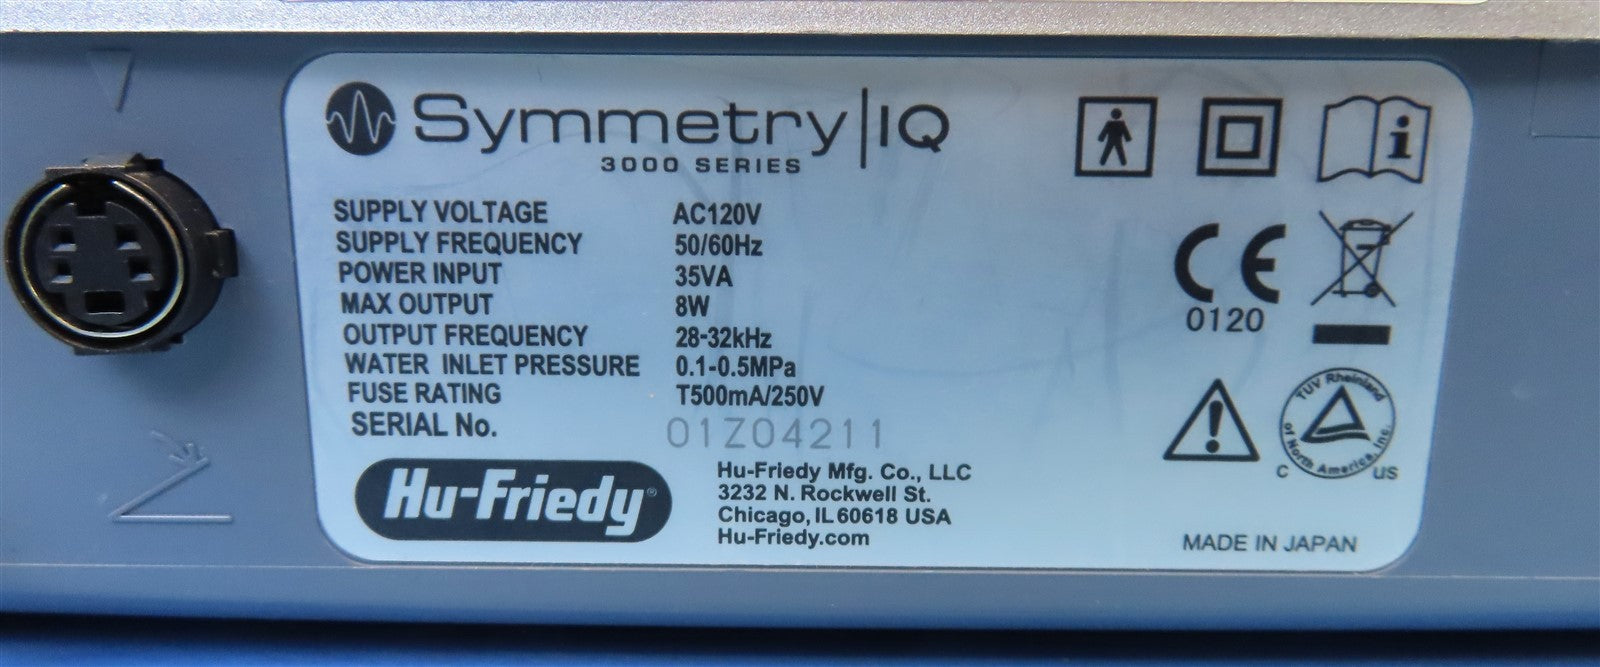 Symmetry|IQ
3000 SERIES
SUPPLY VOLTAGE AC120V
SUPPLY FREQUENCY 50/60Hz
POWER INPUT 35VA
MAX OUTPUT 8W
OUTPUT FREQUENCY 28-32kHz
WATER INLET PRESSURE 0.1-0.5MPa
FUSE RATING T500mA/250V
SERIAL No. 01Z04211
Hu-Friedy®
Hu-Friedy Mfg. Co., LLC
3232 N. Rockwell St.
Chicago, IL 60618 USA
Hu-Friedy.com
i
CE
0120
TÜV Rheinland
of North America, Inc.
C US
MADE IN JAPAN